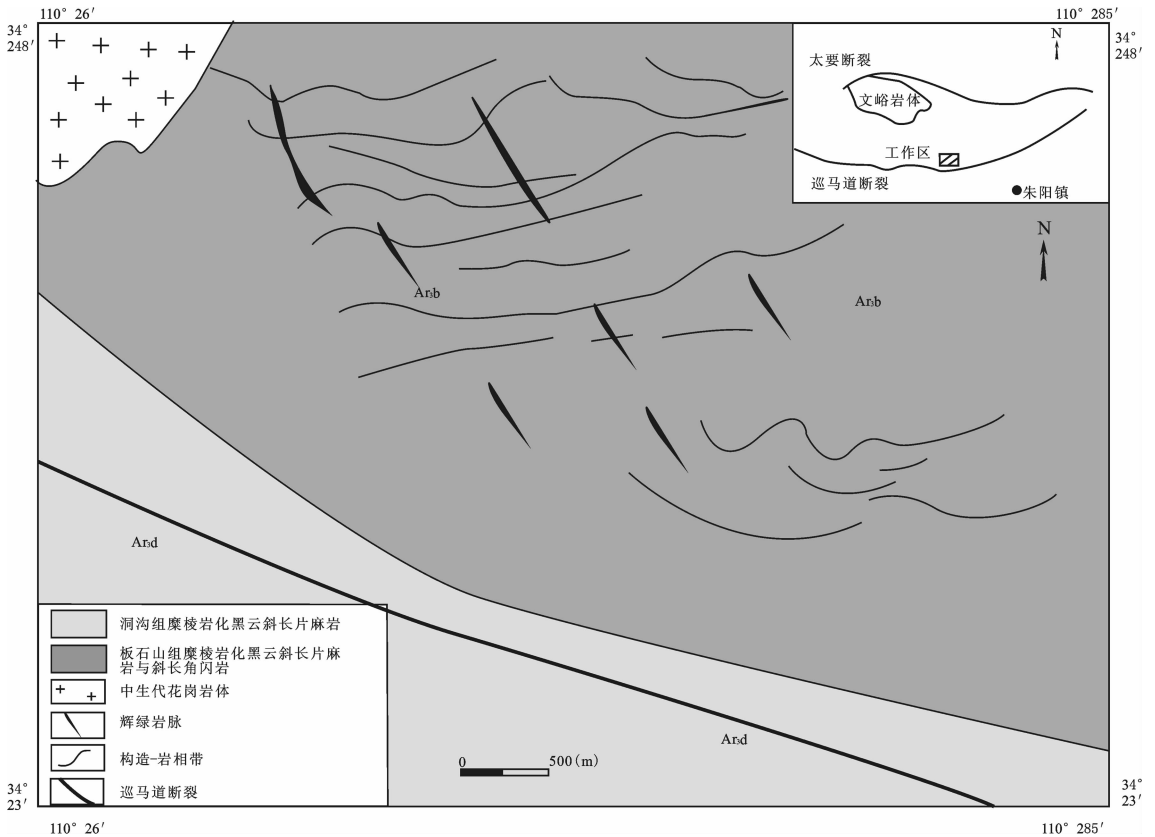 110° 26′
110° 285′
34°
248′
34°
248′
N
太要断裂
文峪岩体
工作区
巡马道断裂
朱阳镇
N
Ar₃b
Ar₃b
Ar₃d
洞沟组糜棱岩化黑云斜长片麻岩
板石山组糜棱岩化黑云斜长片麻
岩与斜长角闪岩
中生代花岗岩体
辉绿岩脉
构造-岩相带
巡马道断裂
Ar₃d
0 500(m)
34°
23′
34°
23′
110° 26′
110° 285′